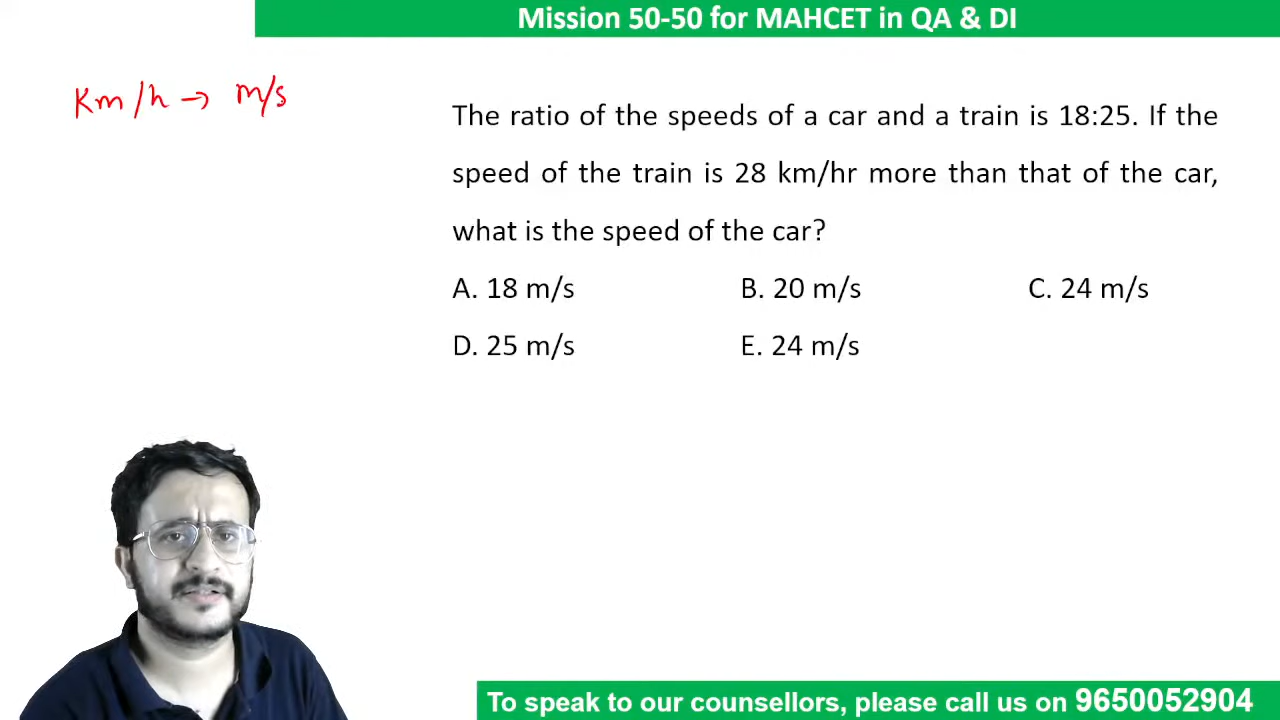 Mission 50-50 for MAHCET in QA & DI
Km/h → m/s
The ratio of the speeds of a car and a train is 18:25. If the
speed of the train is 28 km/hr more than that of the car,
what is the speed of the car?
A. 18 m/s B. 20 m/s C. 24 m/s
D. 25 m/s E. 24 m/s
To speak to our counsellors, please call us on 9650052904